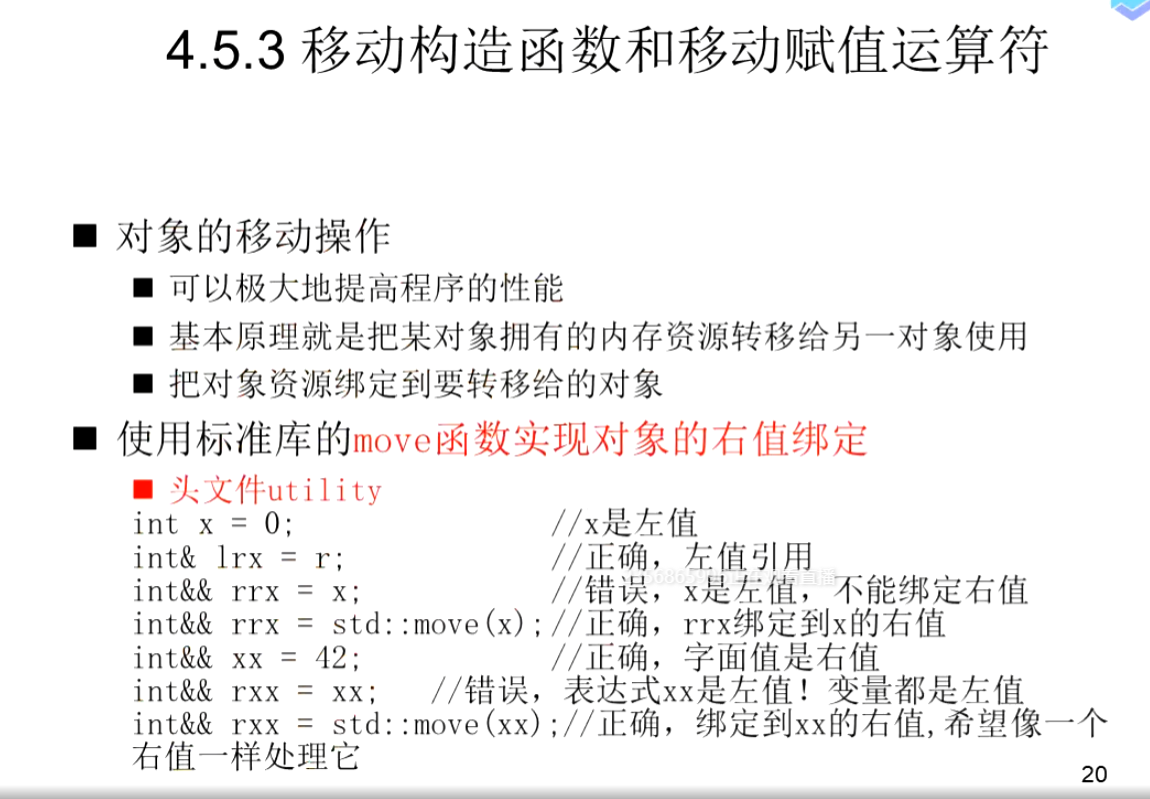 4.5.3 移动构造函数和移动赋值运算符
■ 对象的移动操作
■ 可以极大地提高程序的性能
■ 基本原理就是把某对象拥有的内存资源转移给另一对象使用
■ 把对象资源绑定到要转移给的对象
■ 使用标准库的move函数实现对象的右值绑定
■ 头文件utility
int x = 0; //x是左值
int& lrx = r; //正确，左值引用
int&& rrx = x; //错误，x是左值，不能绑定右值
int&& rrx = std::move(x);//正确，rrx绑定到x的右值
int&& xx = 42; //正确，字面值是右值
int&& rxx = xx; //错误，表达式xx是左值！变量都是左值
int&& rxx = std::move(xx);//正确，绑定到xx的右值,希望像一个
右值一样处理它
20